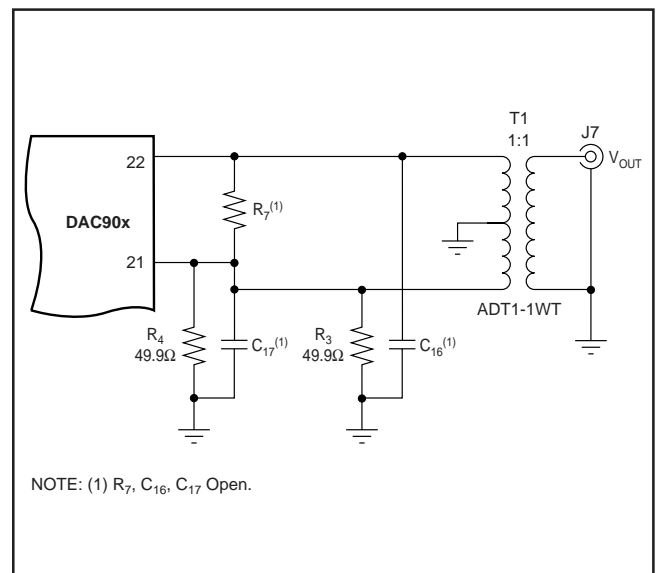 T1
1:1
J7
V_OUT
22
R₇⁽¹⁾
DAC90x
21
ADT1-1WT
R₄
49.9Ω
C₁₇⁽¹⁾
R₃
49.9Ω
C₁₆⁽¹⁾
NOTE: (1) R₇, C₁₆, C₁₇ Open.